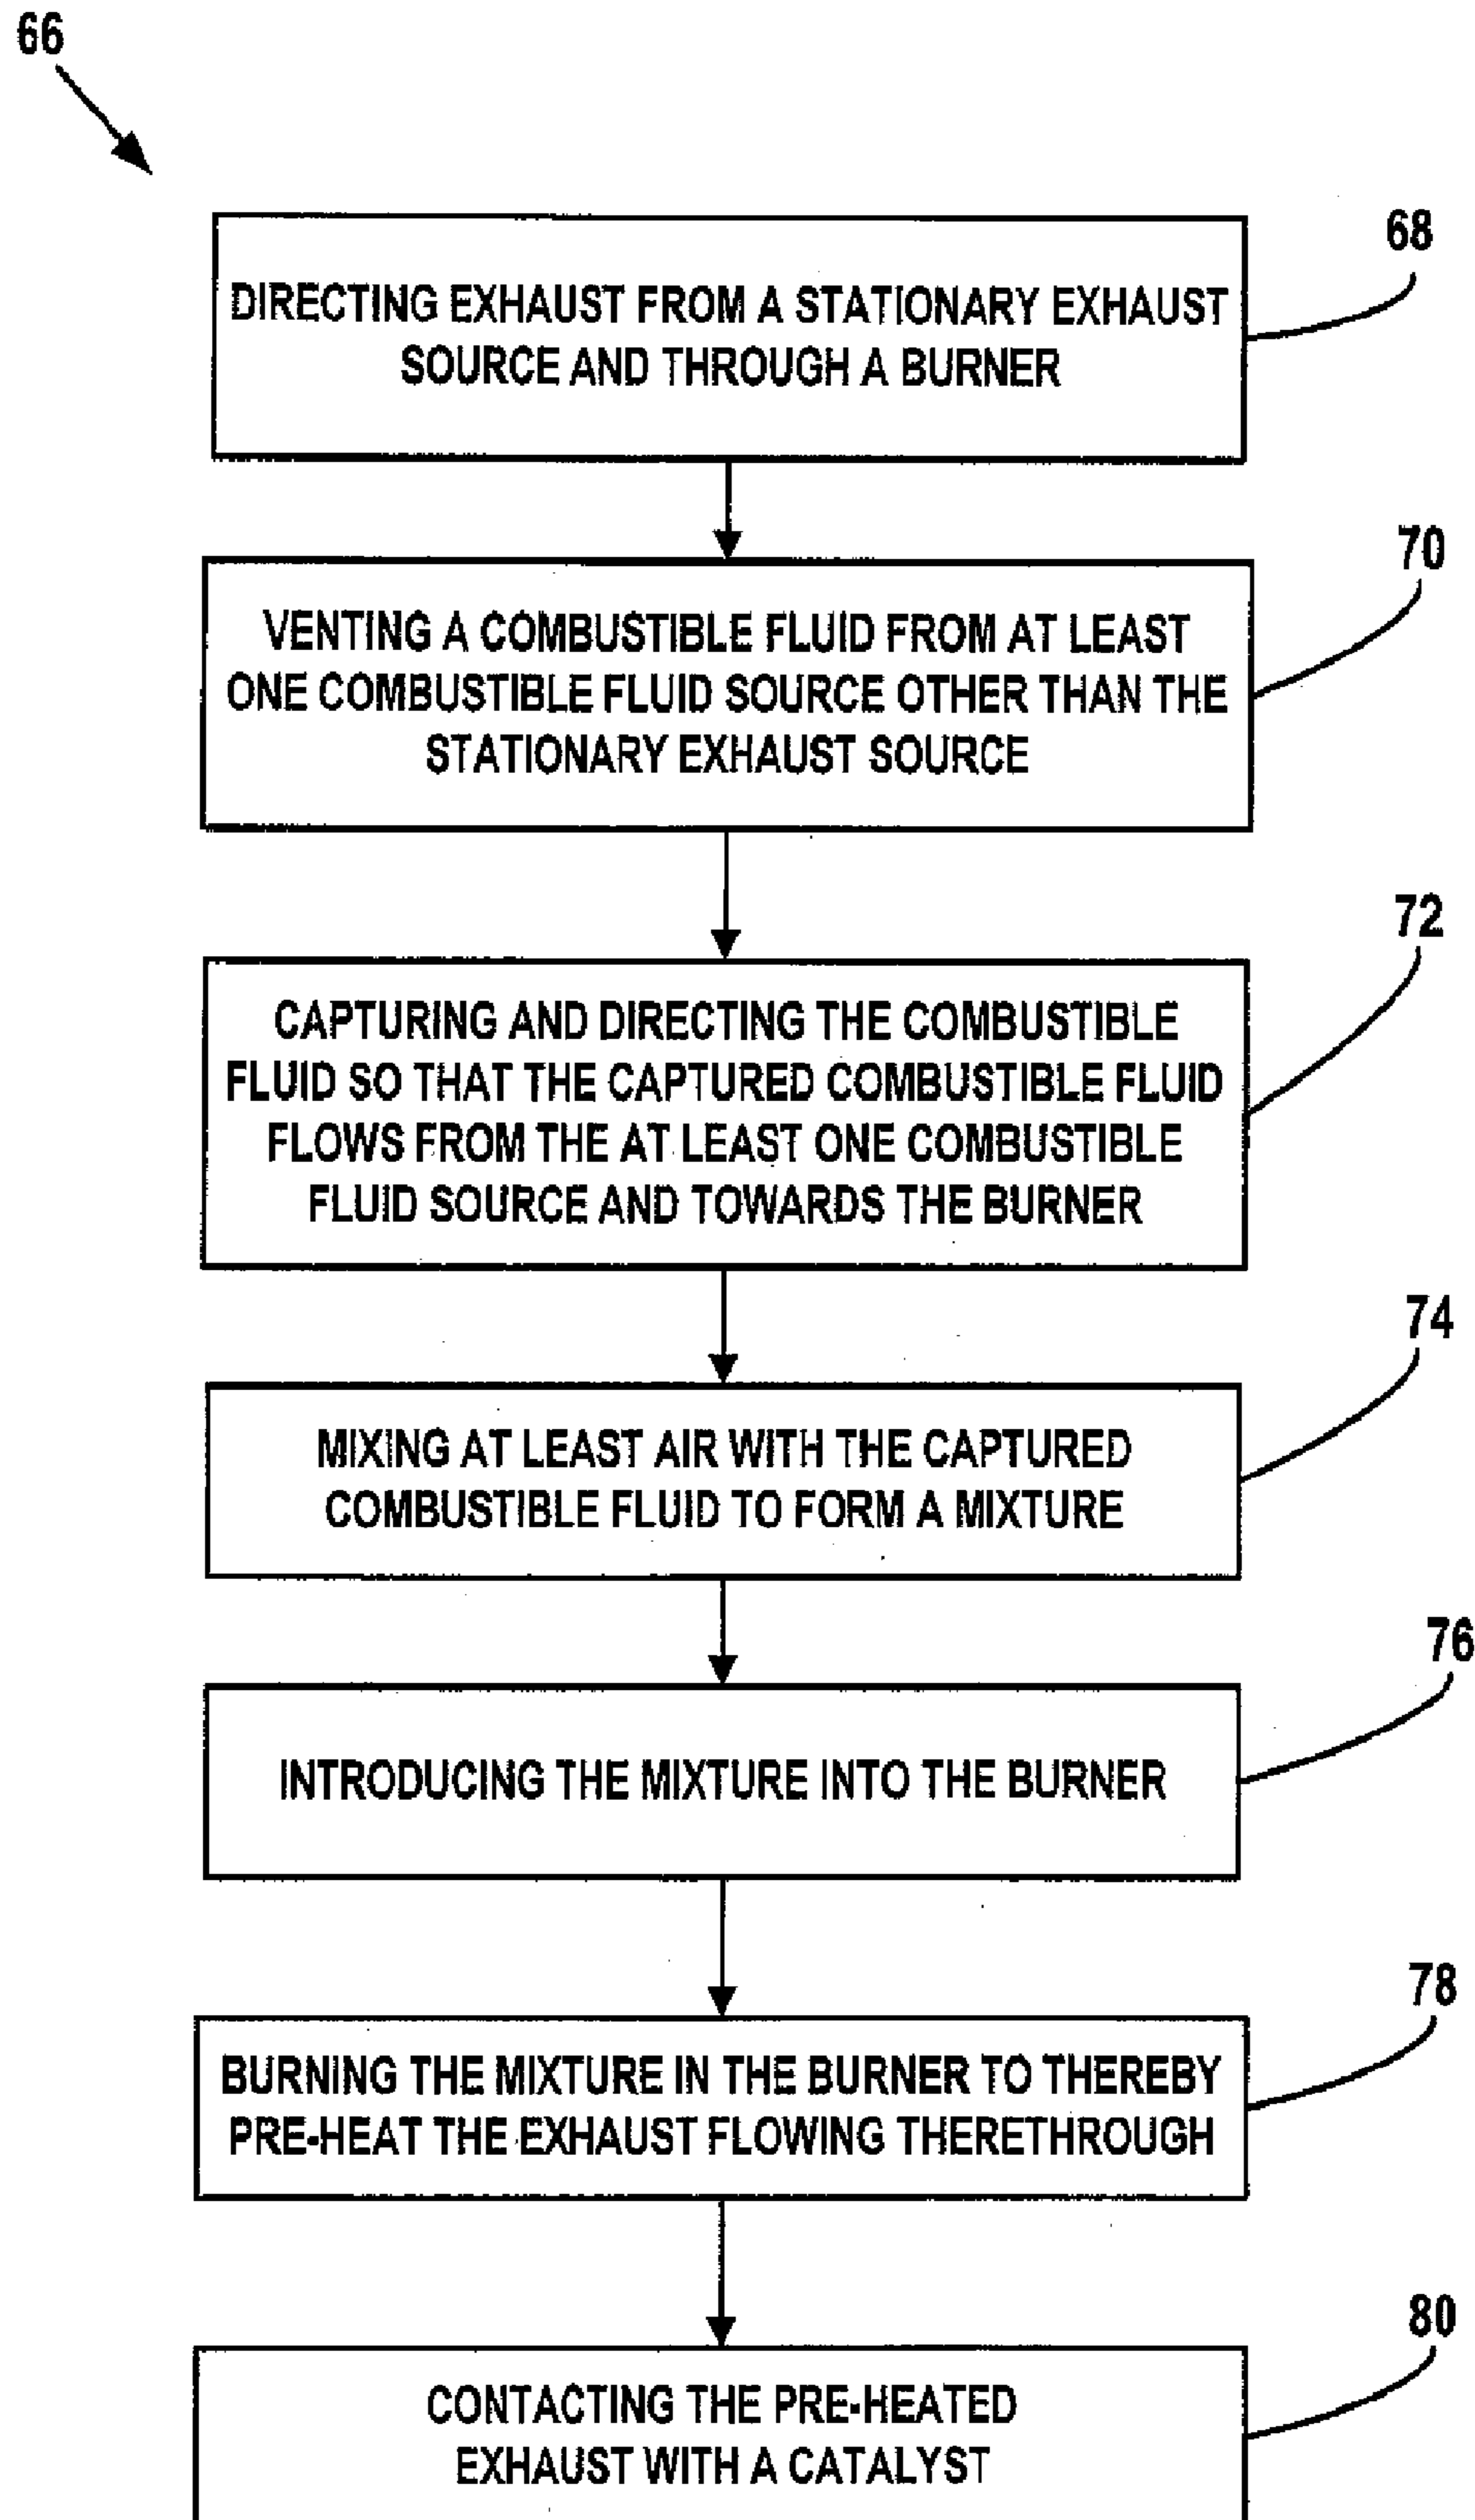 66
68
DIRECTING EXHAUST FROM A STATIONARY EXHAUST
SOURCE AND THROUGH A BURNER
70
VENTING A COMBUSTIBLE FLUID FROM AT LEAST
ONE COMBUSTIBLE FLUID SOURCE OTHER THAN THE
STATIONARY EXHAUST SOURCE
72
CAPTURING AND DIRECTING THE COMBUSTIBLE
FLUID SO THAT THE CAPTURED COMBUSTIBLE FLUID
FLOWS FROM THE AT LEAST ONE COMBUSTIBLE
FLUID SOURCE AND TOWARDS THE BURNER
74
MIXING AT LEAST AIR WITH THE CAPTURED
COMBUSTIBLE FLUID TO FORM A MIXTURE
76
INTRODUCING THE MIXTURE INTO THE BURNER
78
BURNING THE MIXTURE IN THE BURNER TO THEREBY
PRE-HEAT THE EXHAUST FLOWING THERETHROUGH
80
CONTACTING THE PRE-HEATED
EXHAUST WITH A CATALYST